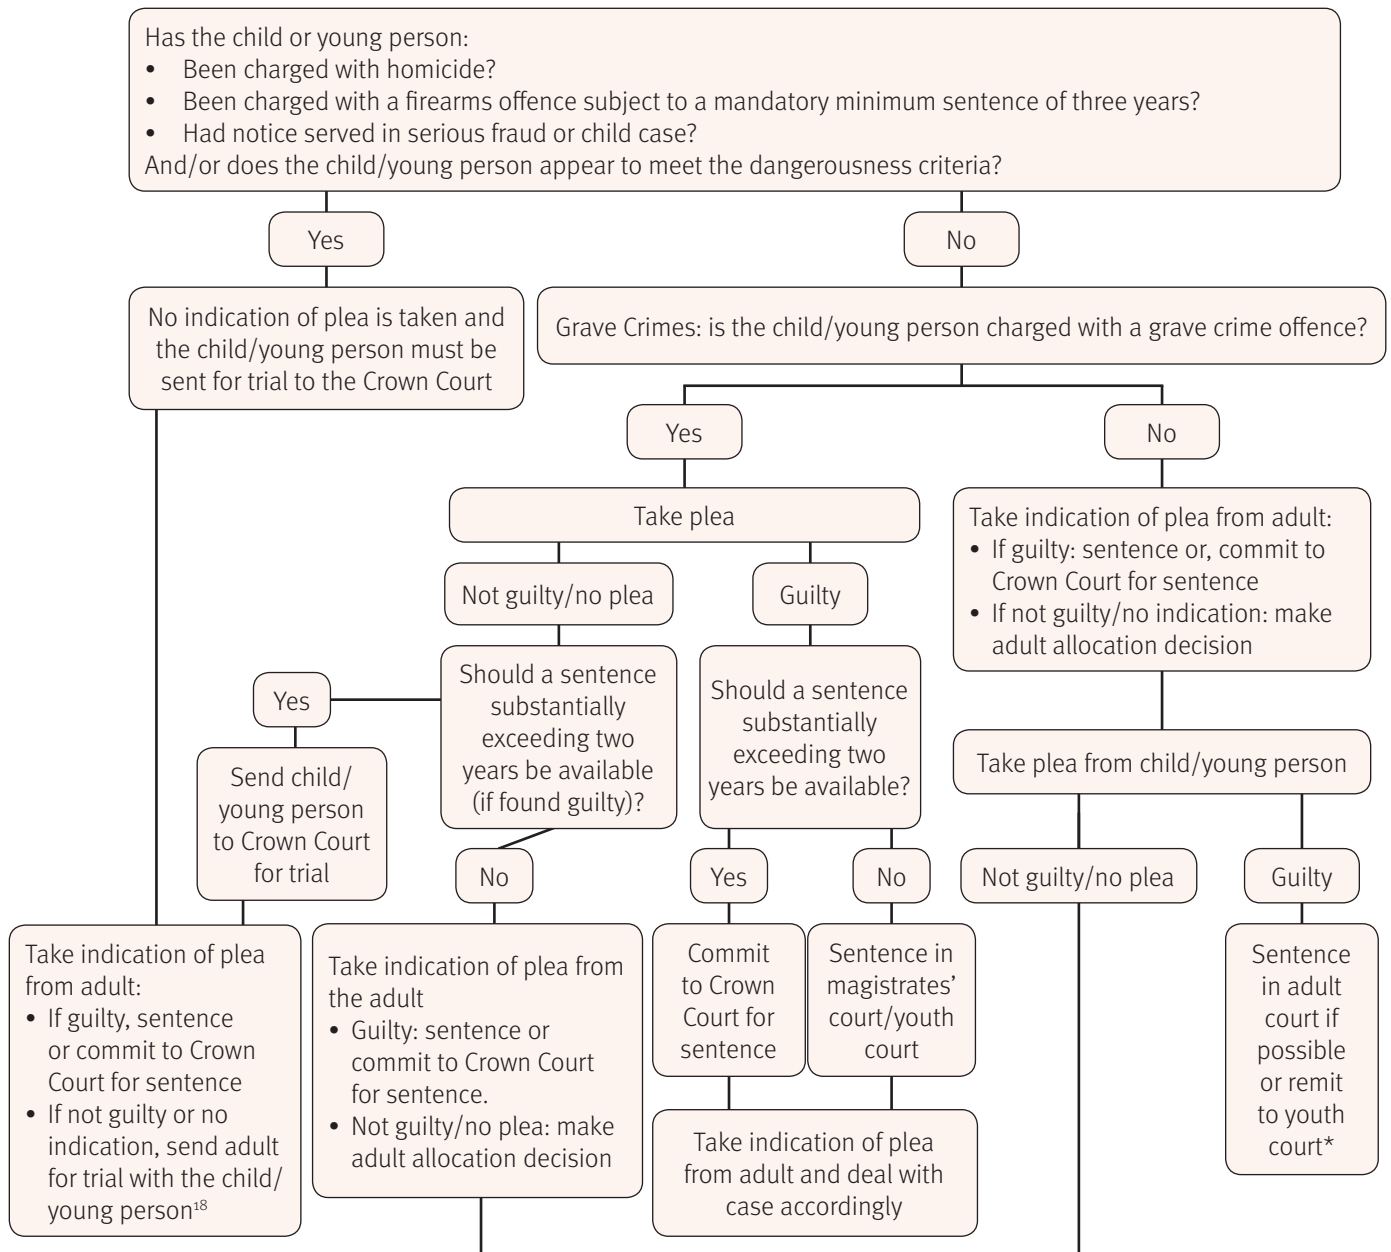 Has the child or young person:
• Been charged with homicide?
• Been charged with a firearms offence subject to a mandatory minimum sentence of three years?
• Had notice served in serious fraud or child case?
And/or does the child/young person appear to meet the dangerousness criteria?
Yes
No
No indication of plea is taken and
the child/young person must be
sent for trial to the Crown Court
Grave Crimes: is the child/young person charged with a grave crime offence?
Yes
No
Take plea
Take indication of plea from adult:
• If guilty: sentence or, commit to
Crown Court for sentence
• If not guilty/no indication: make
adult allocation decision
Not guilty/no plea
Guilty
Should a sentence
substantially
exceeding two
years be available
(if found guilty)?
Should a sentence
substantially
exceeding two
years be available?
Yes
Send child/
young person
to Crown Court
for trial
Take plea from child/young person
No
Yes
No
Not guilty/no plea
Guilty
Take indication of plea
from adult:
• If guilty, sentence
or commit to Crown
Court for sentence
• If not guilty or no
indication, send adult
for trial with the child/
young person¹⁸
Take indication of plea from
the adult
• Guilty: sentence or
commit to Crown Court
for sentence.
• Not guilty/no plea: make
adult allocation decision
Commit
to Crown
Court for
sentence
Sentence in
magistrates’
court/youth
court
Sentence
in adult
court if
possible
or remit
to youth
court*
Take indication of plea
from adult and deal with
case accordingly